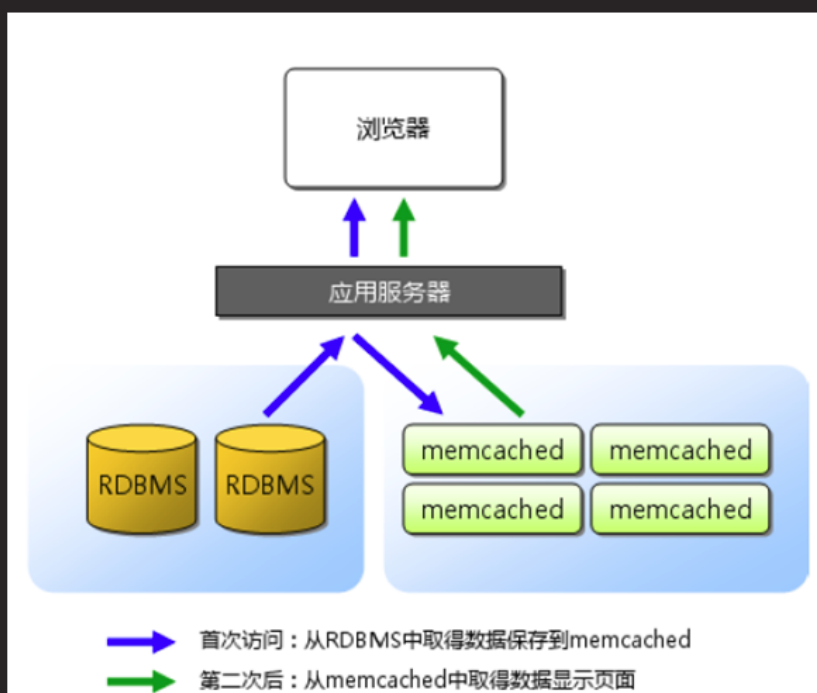 浏览器
应用服务器
RDBMS RDBMS
memcached memcached
memcached memcached
首次访问：从RDBMS中取得数据保存到memcached
第二次后：从memcached中取得数据显示页面